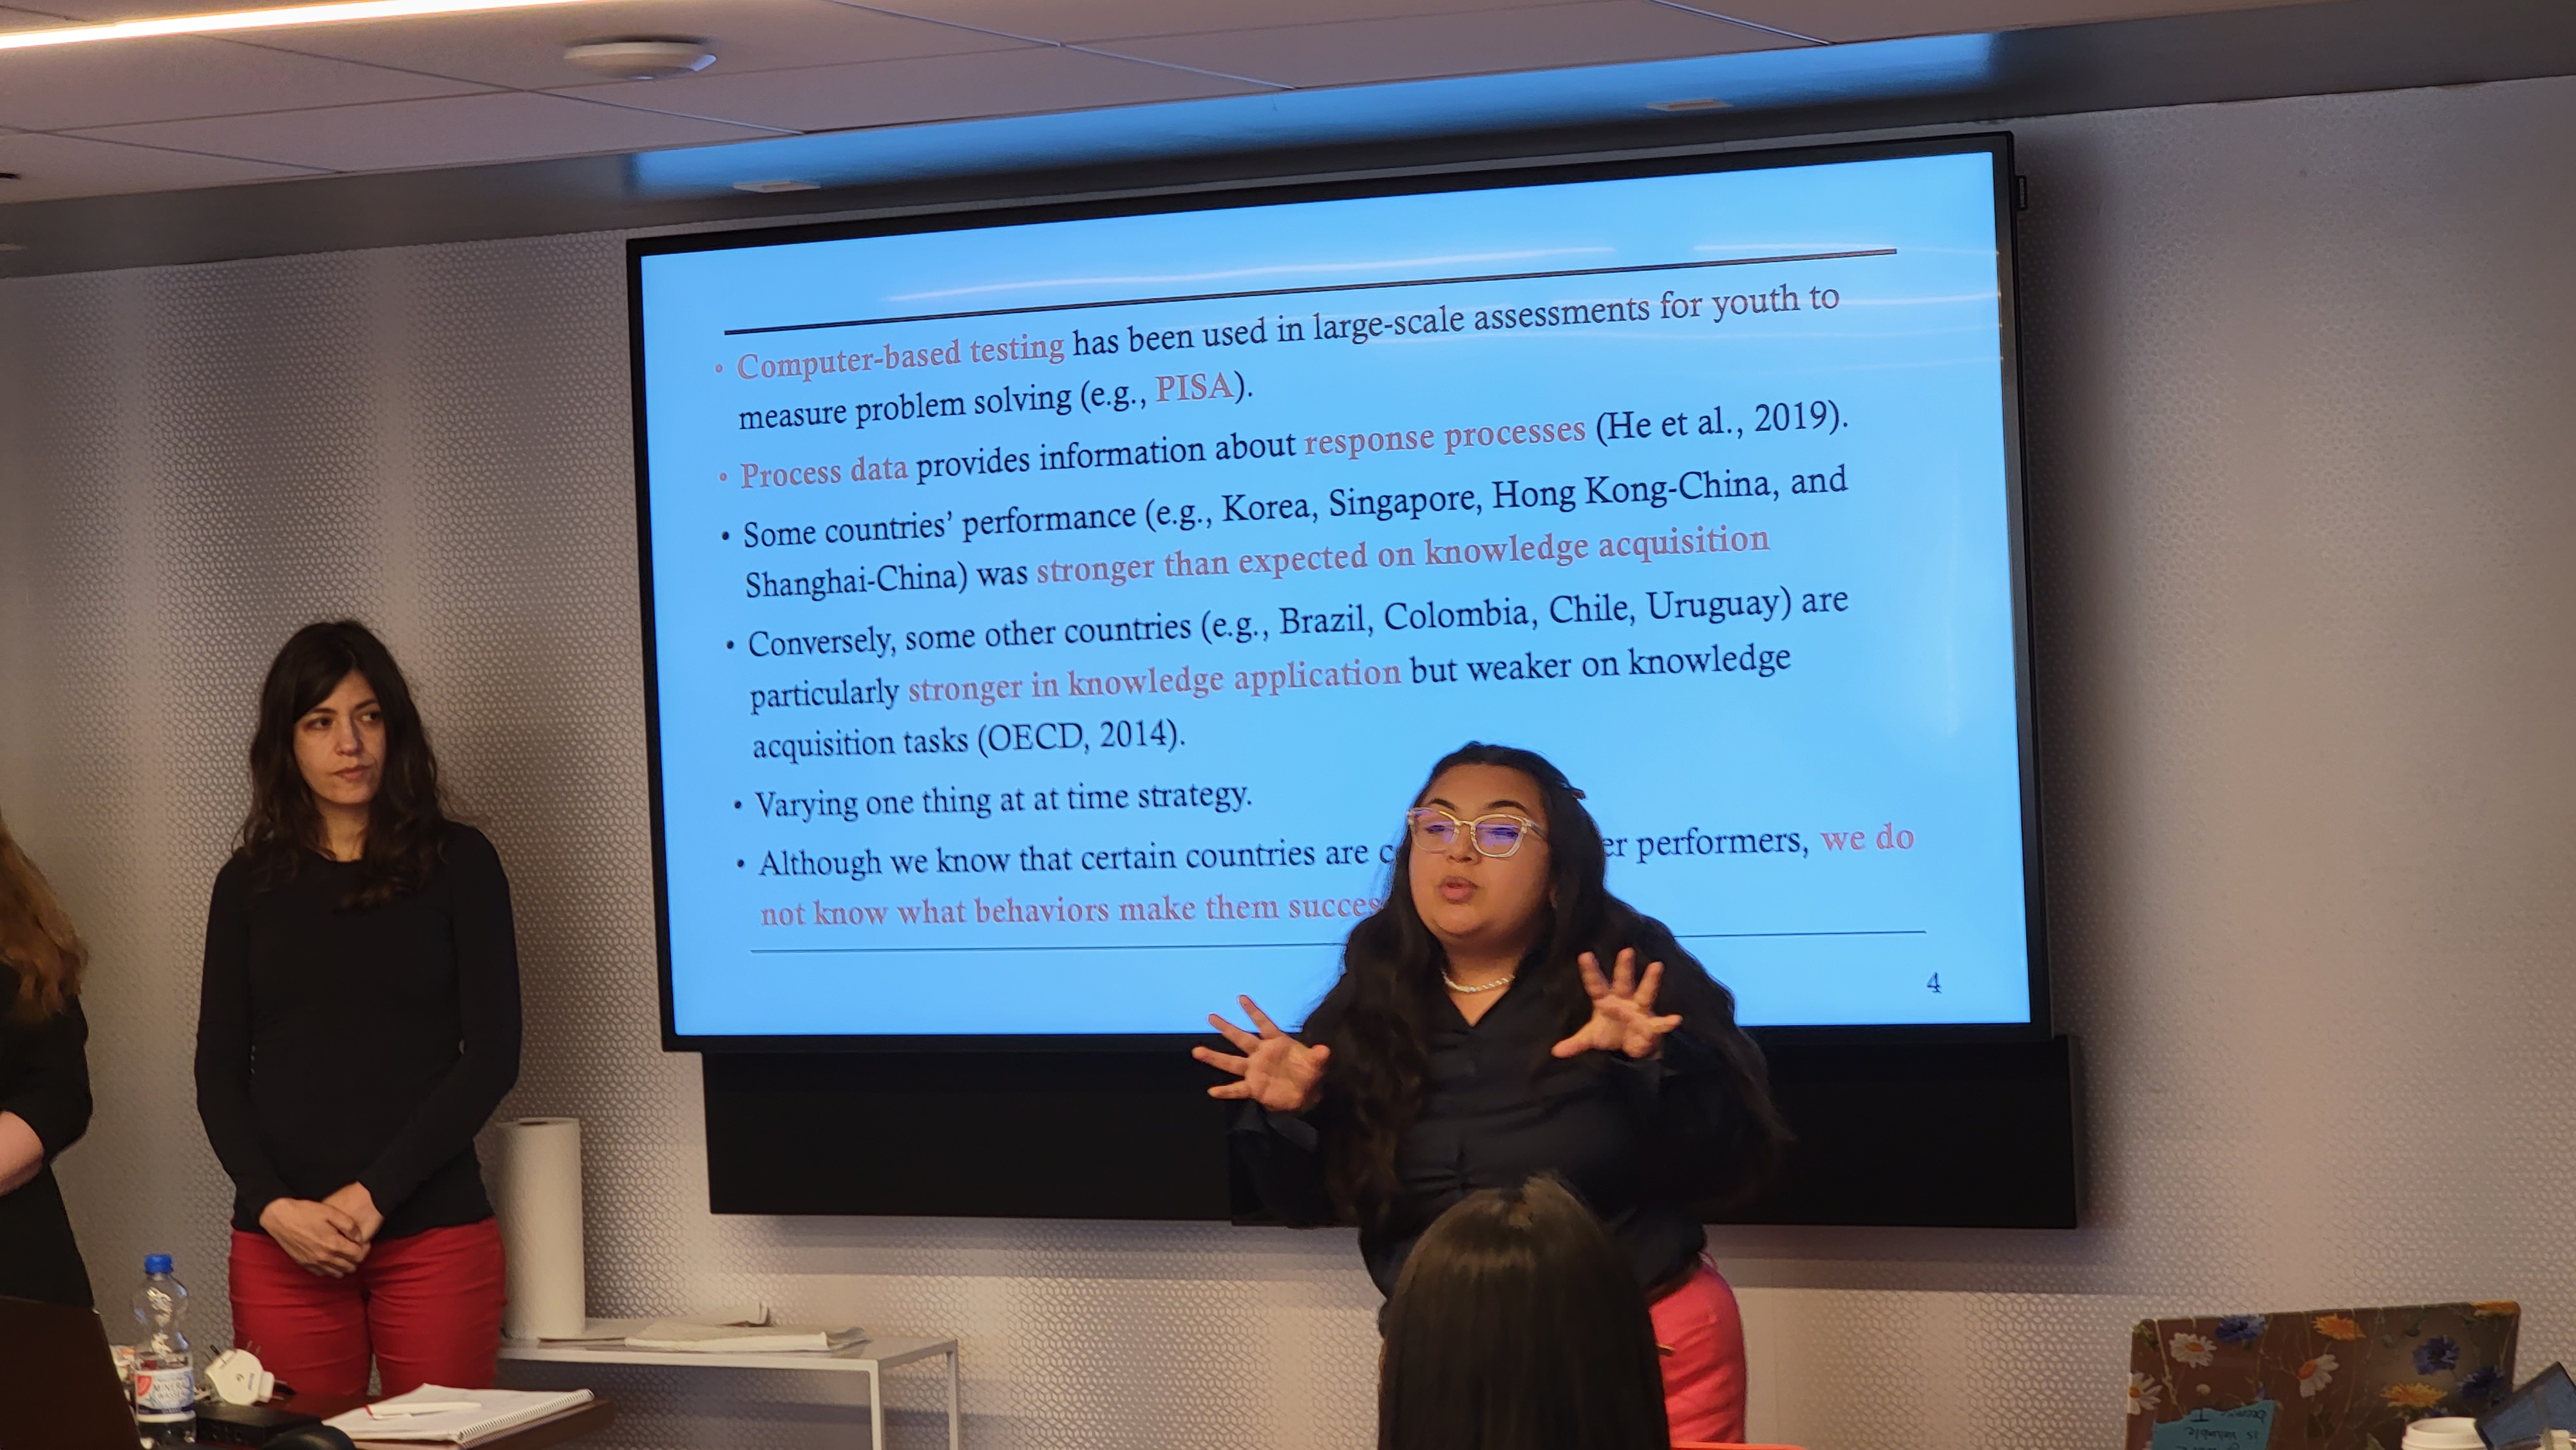 Computer-based testing has been used in large-scale assessments for youth to
measure problem solving (e.g., PISA).
Process data provides information about response processes (He et al., 2019).
Some countries' performance (e.g., Korea, Singapore, Hong Kong-China, and
Shanghai-China) was stronger than expected on knowledge acquisition
Conversely, some other countries (e.g., Brazil, Colombia, Chile, Uruguay) are
particularly stronger in knowledge application but weaker on knowledge
acquisition tasks (OECD, 2014).
Varying one thing at at time strategy.
Although we know that certain countries are performers, we do
not know what behaviors make them
4